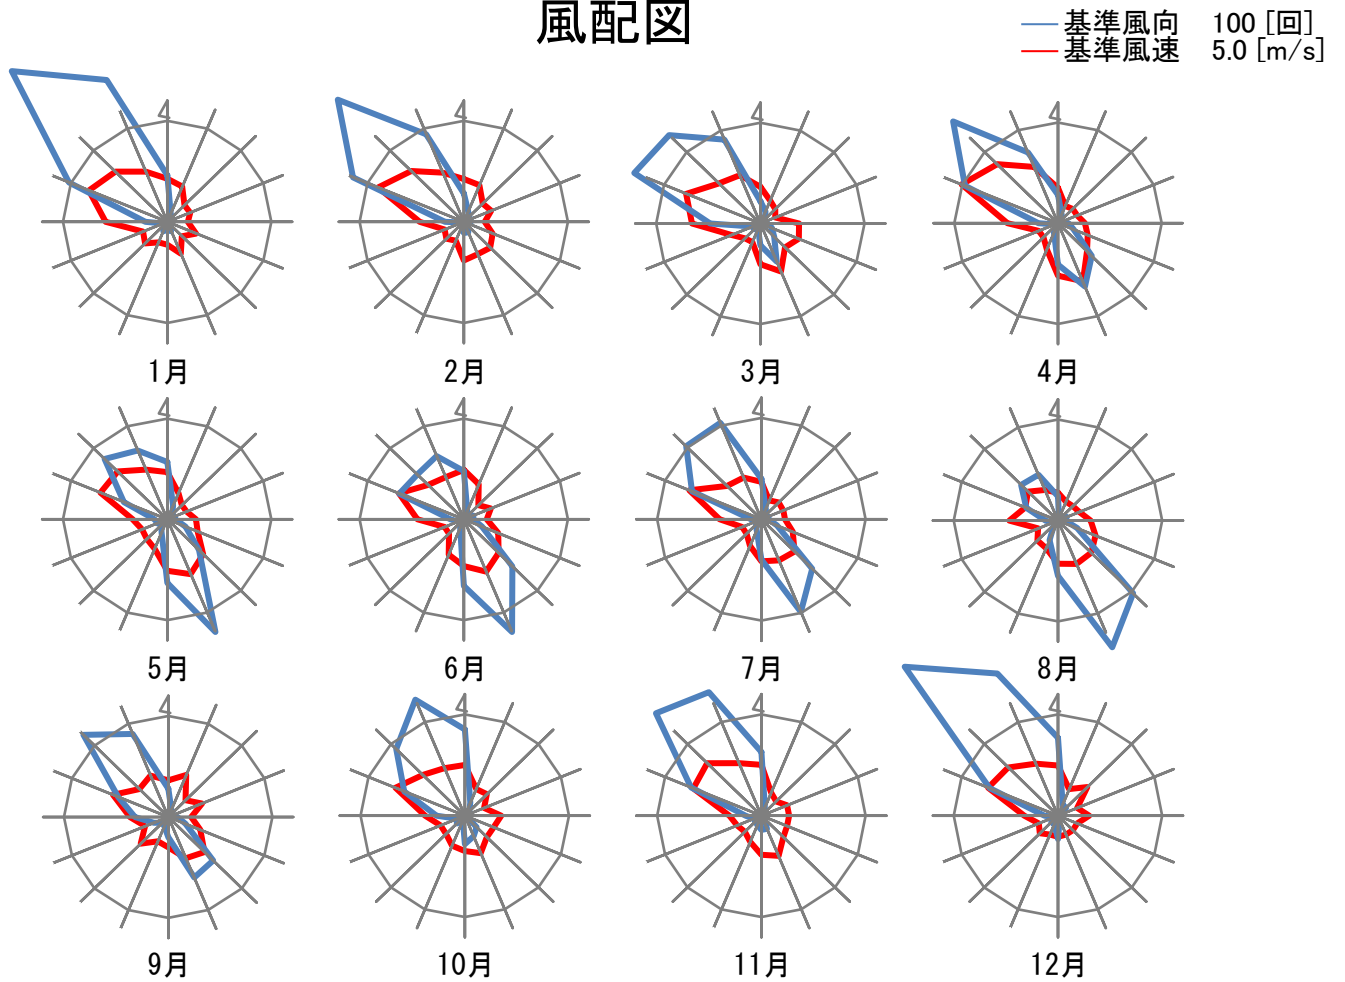 風配図
基準風向 100 [回]
基準風速 5.0 [m/s]
1月
2月
3月
4月
5月
6月
7月
8月
9月
10月
11月
12月